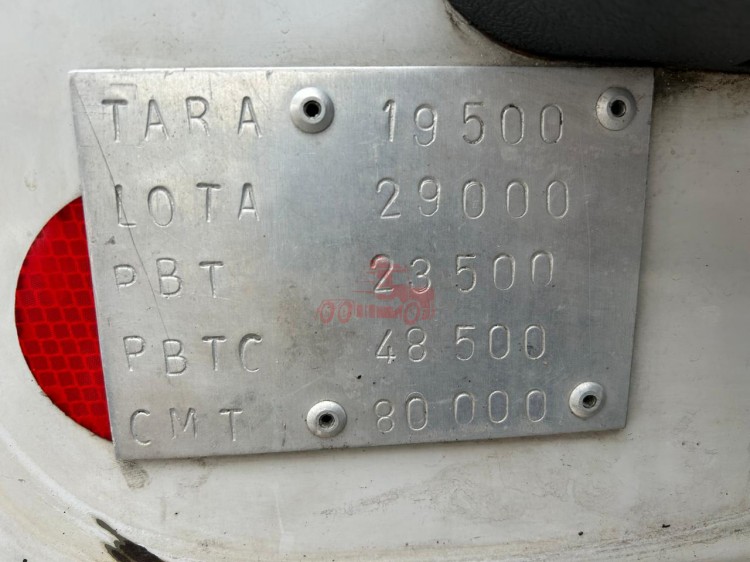 TARA 19500
LOTA 29000
PBT 23500
PBTC 48500
CMT 80000